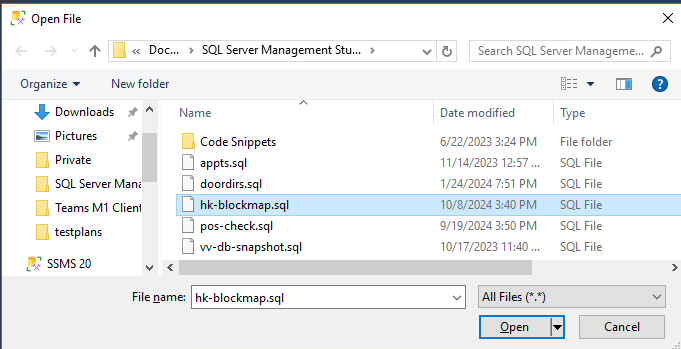 Open File
« Doc... > SQL Server Management Stu... >
Search SQL Server Manageme...
Organize New folder
Name Date modified Type
Downloads
Pictures
Private
SQL Server Mana
Teams M1 Client
testplans
SSMS 20
Code Snippets 6/22/2023 3:24 PM File folder
appts.sql 11/14/2023 12:57 ... SQL File
doordirs.sql 1/24/2024 7:51 PM SQL File
hk-blockmap.sql 10/8/2024 3:40 PM SQL File
pos-check.sql 9/19/2024 3:50 PM SQL File
vv-db-snapshot.sql 10/17/2023 11:40 ... SQL File
File name: hk-blockmap.sql All Files (*.*)
Open Cancel